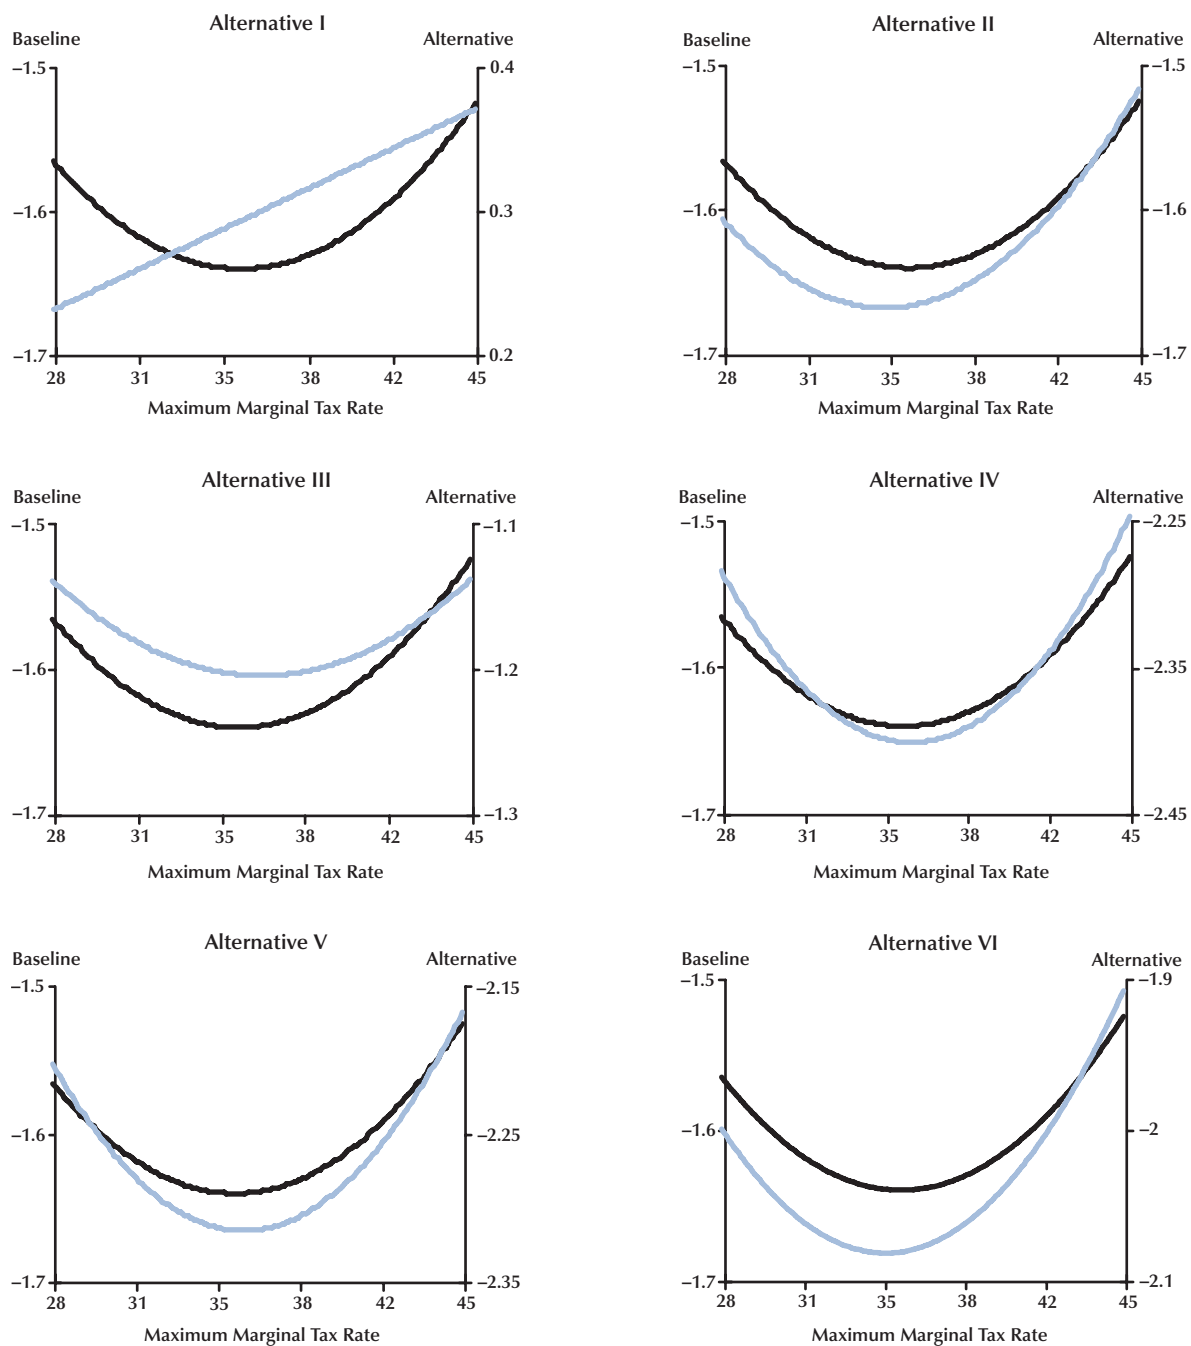 Alternative I
Baseline Alternative
–1.5 0.4
–1.6 0.3
–1.7 0.2
28 31 35 38 42 45
Maximum Marginal Tax Rate
Alternative II
Baseline Alternative
–1.5 –1.5
–1.6 –1.6
–1.7 –1.7
28 31 35 38 42 45
Maximum Marginal Tax Rate
Alternative III
Baseline Alternative
–1.5 –1.1
–1.6 –1.2
–1.7 –1.3
28 31 35 38 42 45
Maximum Marginal Tax Rate
Alternative IV
Baseline Alternative
–1.5 –2.25
–1.6 –2.35
–1.7 –2.45
28 31 35 38 42 45
Maximum Marginal Tax Rate
Alternative V
Baseline Alternative
–1.5 –2.15
–1.6 –2.25
–1.7 –2.35
28 31 35 38 42 45
Maximum Marginal Tax Rate
Alternative VI
Baseline Alternative
–1.5 –1.9
–1.6 –2
–1.7 –2.1
28 31 35 38 42 45
Maximum Marginal Tax Rate